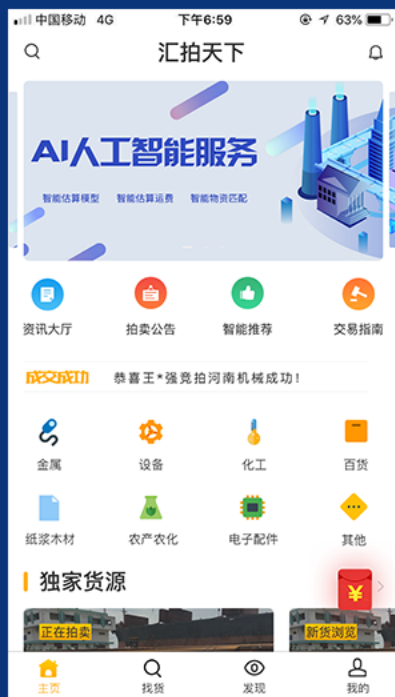 中国移动 4G 下午6:59 63%
汇拍天下
AI人工智能服务
智能估算模型 智能估算运费 智能物资匹配
资讯大厅 拍卖公告 智能推荐 交易指南
成交成功 恭喜王*强竞拍河南机械成功!
金属 设备 化工 百货
纸浆木材 农产农化 电子配件 其他
独家货源
¥
正在拍卖 新货浏览
主页 找货 发现 我的